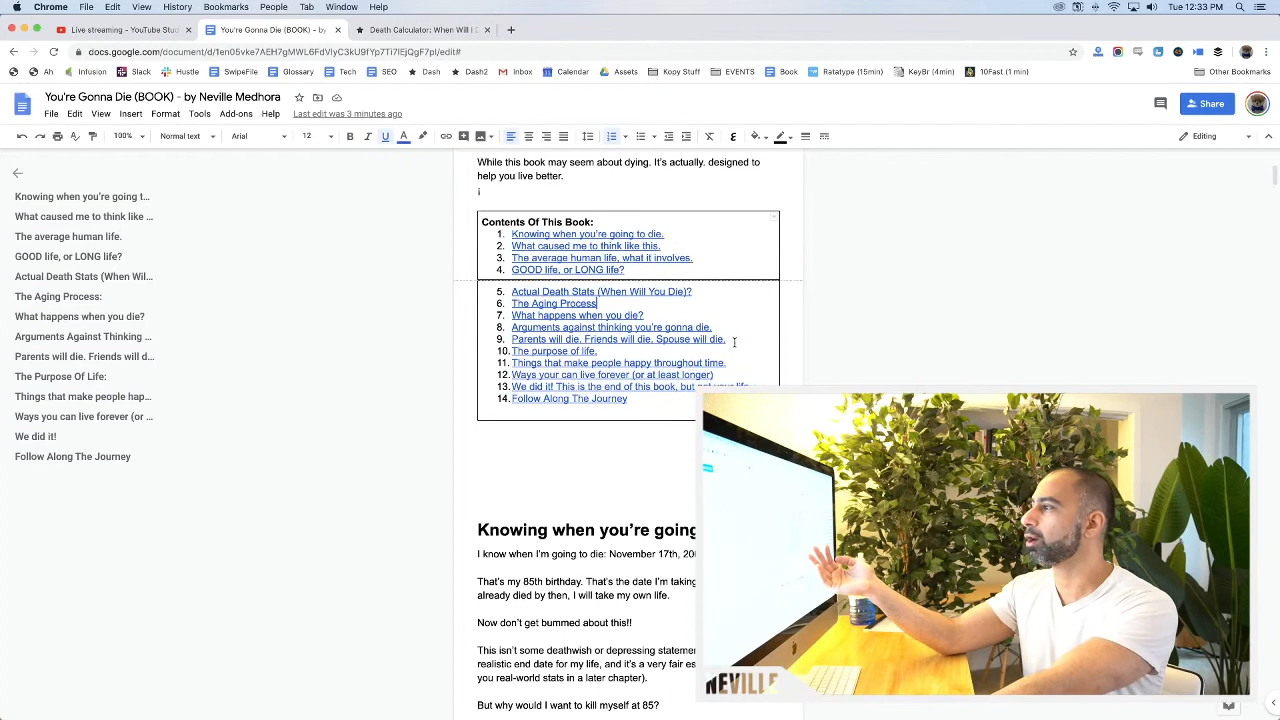 Chrome File Edit View History Bookmarks People Tab Window Help
Tue 12:33 PM
Live streaming - YouTube Stud
You're Gonna Die (BOOK) - by
Death Calculator: When Will I D
docs.google.com/document/d/1en05vke7AEH7gMWL6FdVlyC3kU9fYp7Ti7lEjQgF7pI/edit#
Ah Infusion Slack Hustle SwipeFile Glossary Tech SEO Dash Dash2 Inbox Calendar Assets Kopy Stuff EVENTS Book Ratatype (15min) KeyBr (4min) 10Fast (1 min) Other Bookmarks
You're Gonna Die (BOOK) - by Neville Medhora
File Edit View Insert Format Tools Add-ons Help Last edit was 3 minutes ago
Share
100% Normal text Arial 12 Editing
Knowing when you're going t...
What caused me to think like ...
The average human life.
GOOD life, or LONG life?
Actual Death Stats (When Wil...
The Aging Process:
What happens when you die?
Arguments Against Thinking ...
Parents will die. Friends will d...
The Purpose Of Life:
Things that make people hap...
Ways you can live forever (or ...
We did it!
Follow Along The Journey
While this book may seem about dying. It's actually. designed to
help you live better.
Contents Of This Book:
1. Knowing when you're going to die.
2. What caused me to think like this.
3. The average human life, what it involves.
4. GOOD life, or LONG life?
5. Actual Death Stats (When Will You Die)?
6. The Aging Process
7. What happens when you die?
8. Arguments against thinking you're gonna die.
9. Parents will die. Friends will die. Spouse will die.
10. The purpose of life.
11. Things that make people happy throughout time.
12. Ways your can live forever (or at least longer)
13. We did it! This is the end of this book, but not your life.
14. Follow Along The Journey
Knowing when you're going
I know when I'm going to die: November 17th, 20
That's my 85th birthday. That's the date I'm taking
already died by then, I will take my own life.
Now don't get bummed about this!!
This isn't some deathwish or depressing stateme
realistic end date for my life, and it's a very fair es
you real-world stats in a later chapter).
But why would I want to kill myself at 85?
NEVILLE